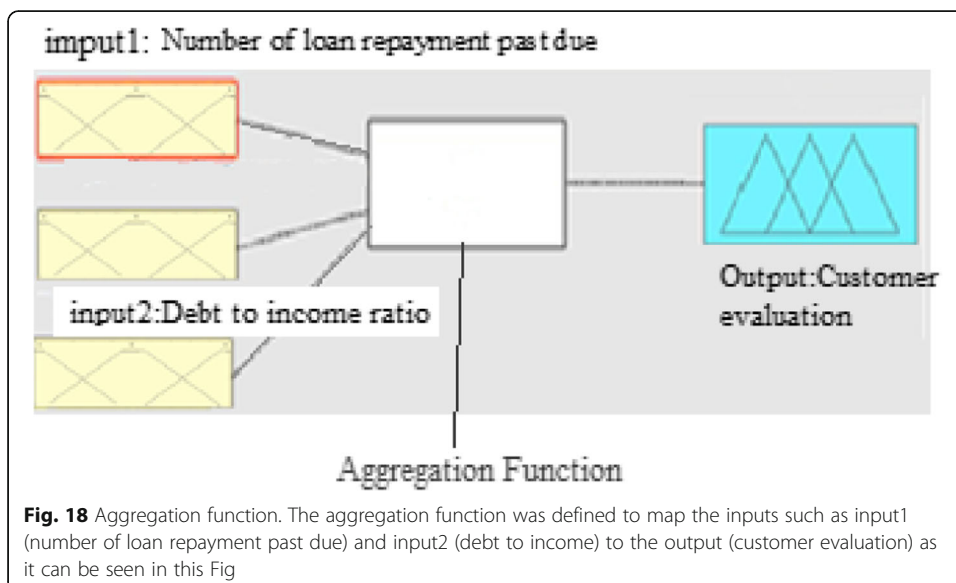 imput1: Number of loan repayment past due
input2:Debt to income ratio
Output:Customer
evaluation
Aggregation Function
Fig. 18 Aggregation function. The aggregation function was defined to map the inputs such as input1
(number of loan repayment past due) and input2 (debt to income) to the output (customer evaluation) as
it can be seen in this Fig